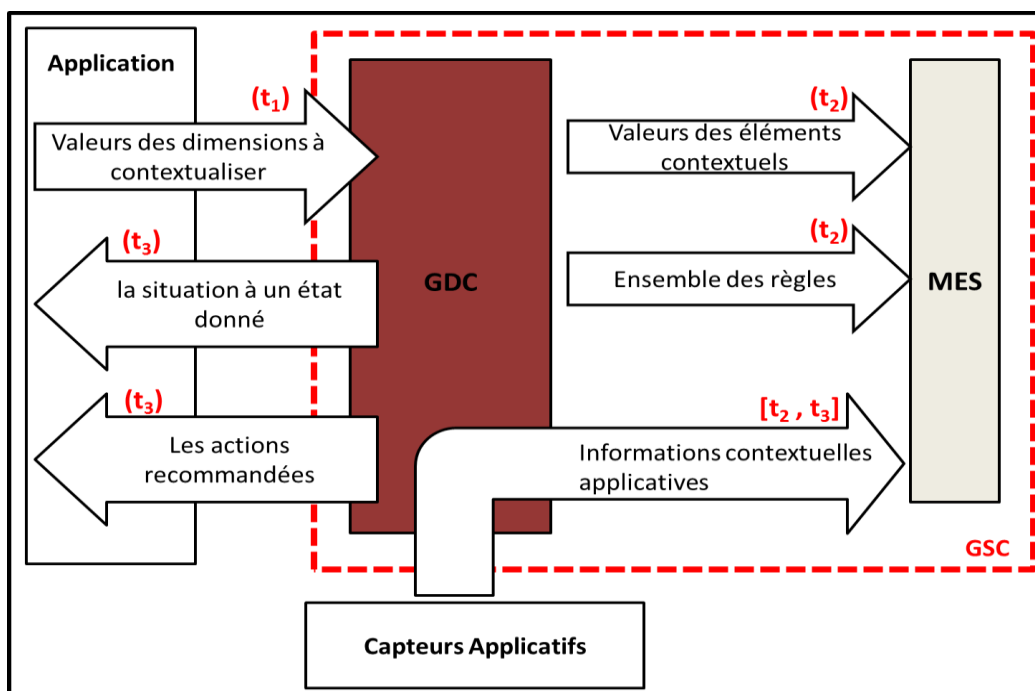 Application
(t₁)
Valeurs des dimensions à
contextualiser
(t₃)
la situation à un état
donné
(t₃)
Les actions
recommandées
GDC
(t₂)
Valeurs des éléments
contextuels
(t₂)
Ensemble des règles
[t₂ , t₃]
Informations contextuelles
applicatives
MES
GSC
Capteurs Applicatifs